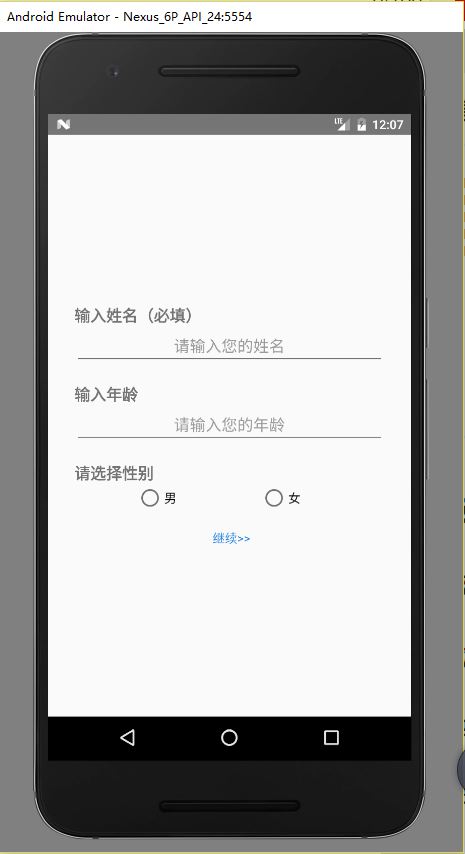 Android Emulator - Nexus_6P_API_24:5554
LTE 12:07
输入姓名（必填）
请输入您的姓名
输入年龄
请输入您的年龄
请选择性别
男 女
继续>>